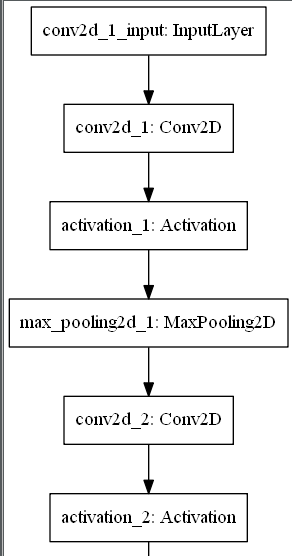 conv2d_1_input: InputLayer
conv2d_1: Conv2D
activation_1: Activation
max_pooling2d_1: MaxPooling2D
conv2d_2: Conv2D
activation_2: Activation